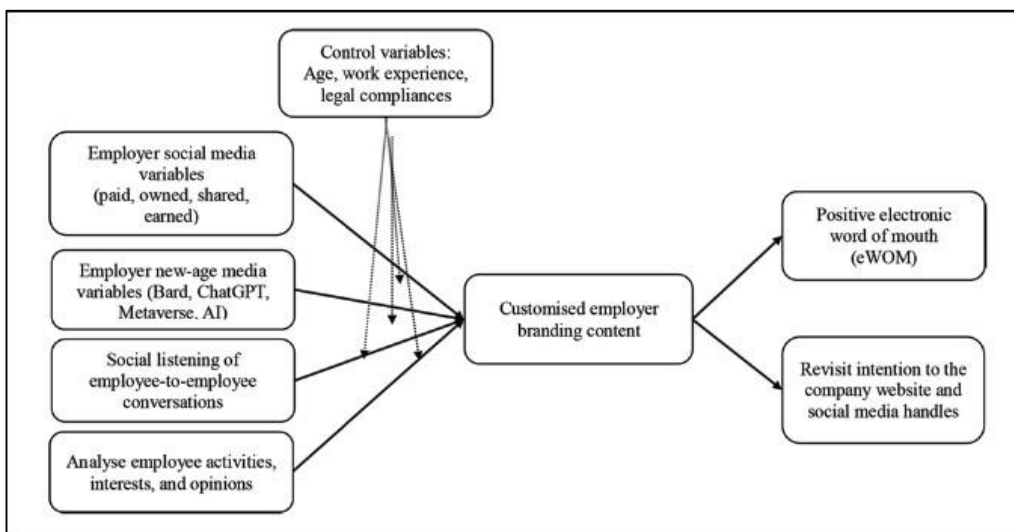 Control variables:
Age, work experience,
legal compliances
Employer social media
variables
(paid, owned, shared,
earned)
Employer new-age media
variables (Bard, ChatGPT,
Metaverse, AI)
Social listening of
employee-to-employee
conversations
Analyse employee activities,
interests, and opinions
Customised employer
branding content
Positive electronic
word of mouth
(eWOM)
Revisit intention to the
company website and
social media handles